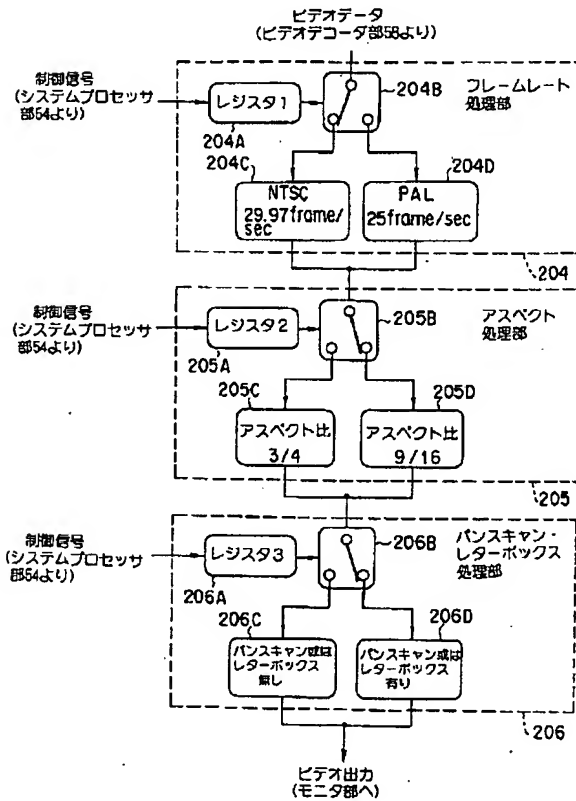 ビデオデータ
(ビデオデコーダ部58より)
制御信号
(システムプロセッサ
部54より)
レジスタ1
204A
204B
フレームレート
処理部
204C
NTSC
29.97frame/
sec
204D
PAL
25frame/sec
204
制御信号
(システムプロセッサ
部54より)
レジスタ2
205A
205B
アスペクト
処理部
205C
アスペクト比
3/4
205D
アスペクト比
9/16
205
制御信号
(システムプロセッサ
部54より)
レジスタ3
206A
206B
パンスキャン・
レターボックス
処理部
206C
パンスキャン或は
レターボックス
無し
206D
パンスキャン或は
レターボックス
有り
206
ビデオ出力
(モニタ部へ)